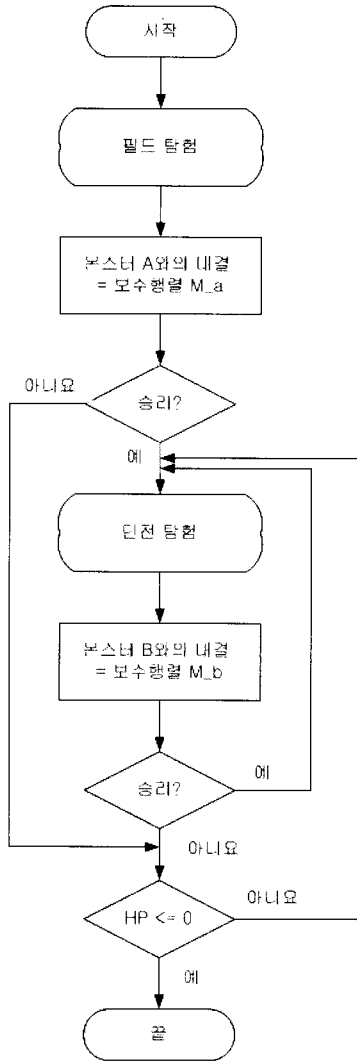 시작
필드 탐험
몬스터 A와의 대결
= 보수행렬 M_a
승리?
아니요
예
던전 탐험
몬스터 B와의 대결
= 보수행렬 M_b
승리?
예
아니요
HP <= 0
아니요
예
끝